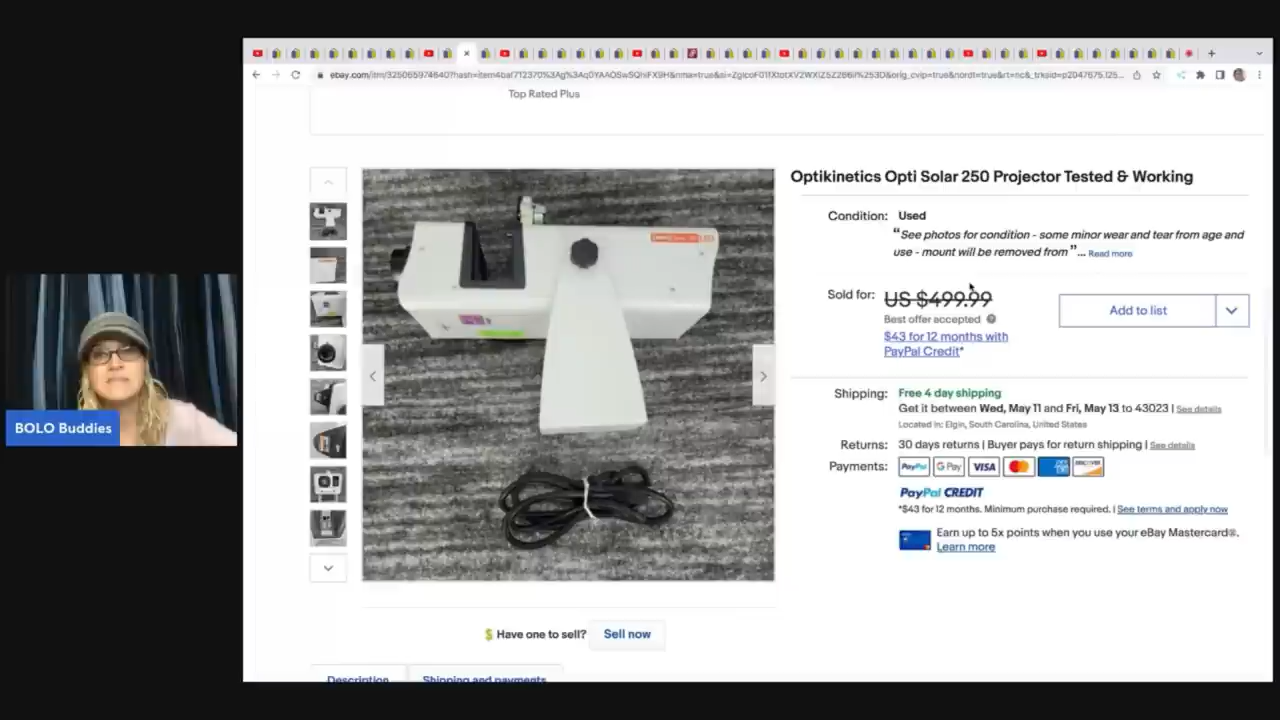 Top Rated Plus
Optikinetics Opti Solar 250 Projector Tested & Working
Condition: Used
“See photos for condition - some minor wear and tear from age and
use - mount will be removed from”... Read more
Sold for: US $499.99
Best offer accepted
$43 for 12 months with
PayPal Credit*
Add to list
Shipping: Free 4 day shipping
Get it between Wed, May 11 and Fri, May 13 to 43023 | See details
Located in: Elgin, South Carolina, United States
Returns: 30 days returns | Buyer pays for return shipping | See details
Payments: PayPal G Pay VISA
PayPal CREDIT
*$43 for 12 months. Minimum purchase required. | See terms and apply now
Earn up to 5x points when you use your eBay Mastercard®.
Learn more
BOLO Buddies
$ Have one to sell? Sell now
Description Shipping and payments